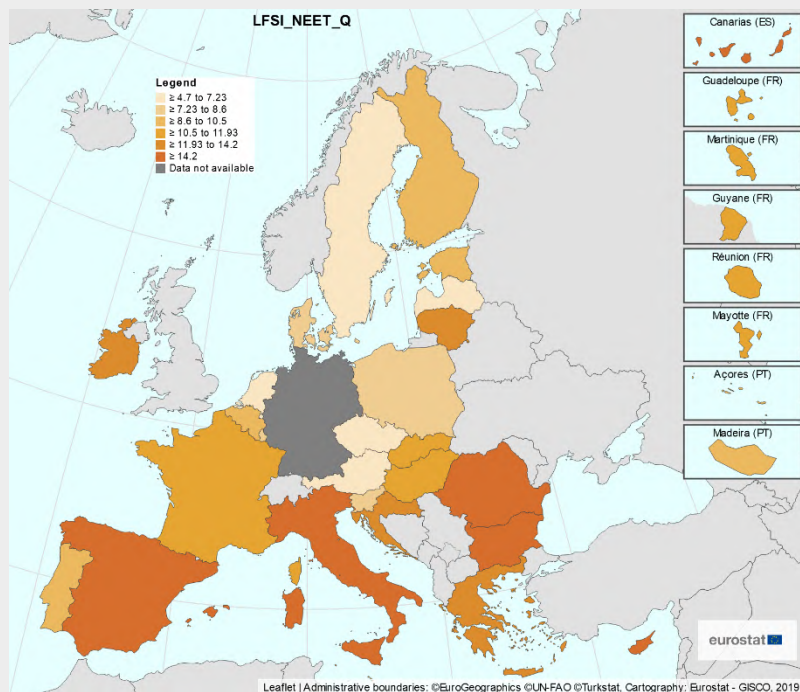 LFSI_NEET_Q
Legend
≥ 4.7 to 7.23
≥ 7.23 to 8.6
≥ 8.6 to 10.5
≥ 10.5 to 11.93
≥ 11.93 to 14.2
≥ 14.2
Data not available
Canarias (ES)
Guadeloupe (FR)
Martinique (FR)
Guyane (FR)
Réunion (FR)
Mayotte (FR)
Açores (PT)
Madeira (PT)
eurostat
Leaflet | Administrative boundaries: ©EuroGeographics ©UN-FAO ©Turkstat, Cartography: Eurostat - GISCO, 2019